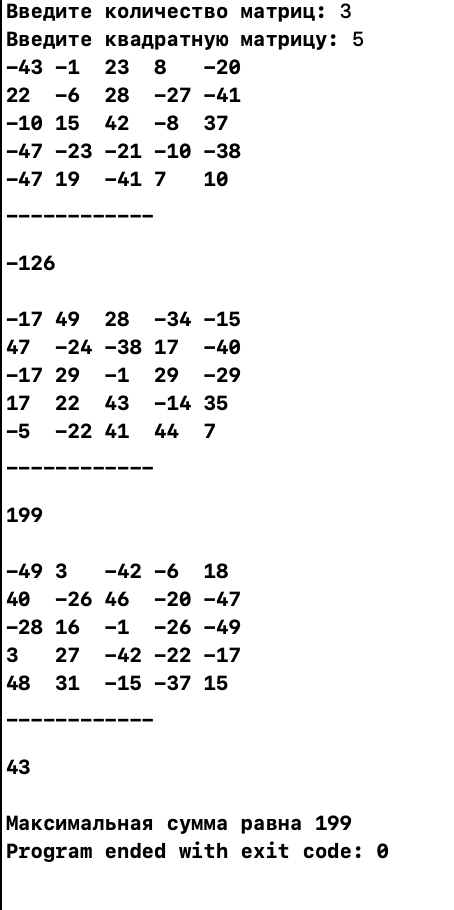 Введите количество матриц: 3
Введите квадратную матрицу: 5
-43 -1  23  8   -20
22  -6  28  -27 -41
-10 15  42  -8  37
-47 -23 -21 -10 -38
-47 19  -41 7   10
------------
-126
-17 49  28  -34 -15
47  -24 -38 17  -40
-17 29  -1  29  -29
17  22  43  -14 35
-5  -22 41  44  7
------------
199
-49 3   -42 -6  18
40  -26 46  -20 -47
-28 16  -1  -26 -49
3   27  -42 -22 -17
48  31  -15 -37 15
------------
43
Максимальная сумма равна 199
Program ended with exit code: 0